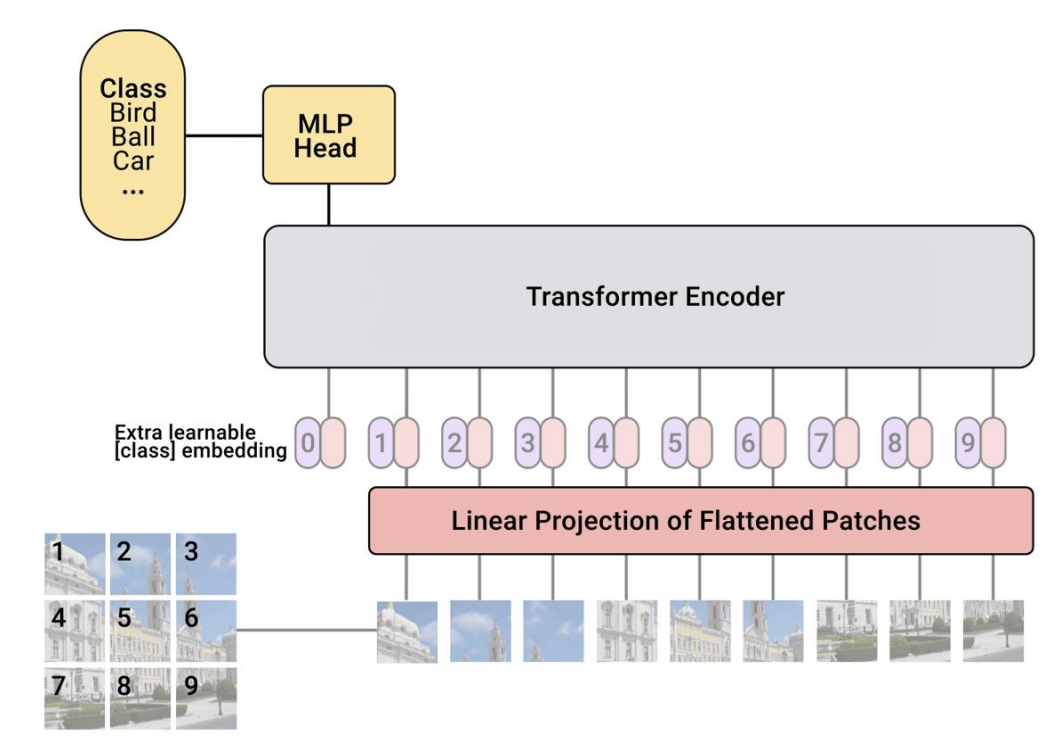 Class
Bird
Ball
Car
...
MLP
Head
Transformer Encoder
Extra learnable
[class] embedding
0 1 2 3 4 5 6 7 8 9
Linear Projection of Flattened Patches
1 2 3
4 5 6
7 8 9